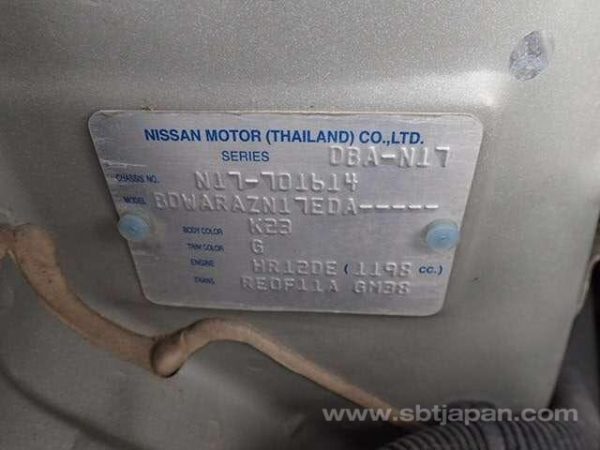 NISSAN MOTOR (THAILAND) CO.,LTD.
SERIES DBA-N17
CHASSIS NO. N17-701614
MODEL BDWARAZN17EDA-----
BODY COLOR K23
TRIM COLOR G
ENGINE HR12DE ( 1198 CC.)
TRANS REOF11A GM38
www.sbtjapan.com